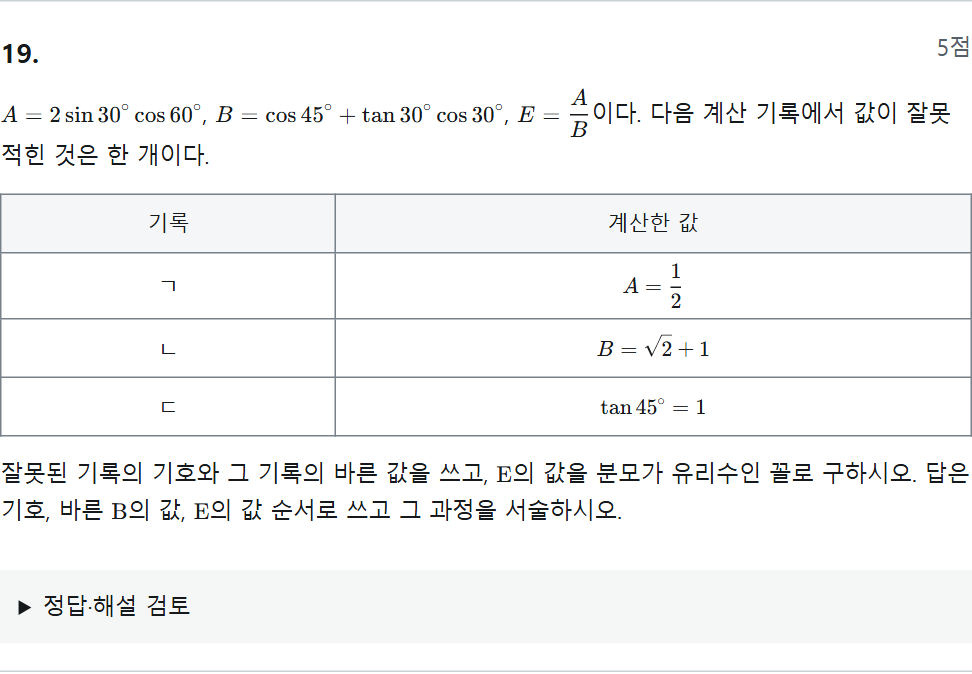 19.
5점
A = 2 sin 30° cos 60°, B = cos 45° + tan 30° cos 30°, E = A/B이다. 다음 계산 기록에서 값이 잘못
적힌 것은 한 개이다.
기록 계산한 값
ㄱ A = 1/2
ㄴ B = √2 + 1
ㄷ tan 45° = 1
잘못된 기록의 기호와 그 기록의 바른 값을 쓰고, E의 값을 분모가 유리수인 꼴로 구하시오. 답은
기호, 바른 B의 값, E의 값 순서로 쓰고 그 과정을 서술하시오.
▶ 정답·해설 검토